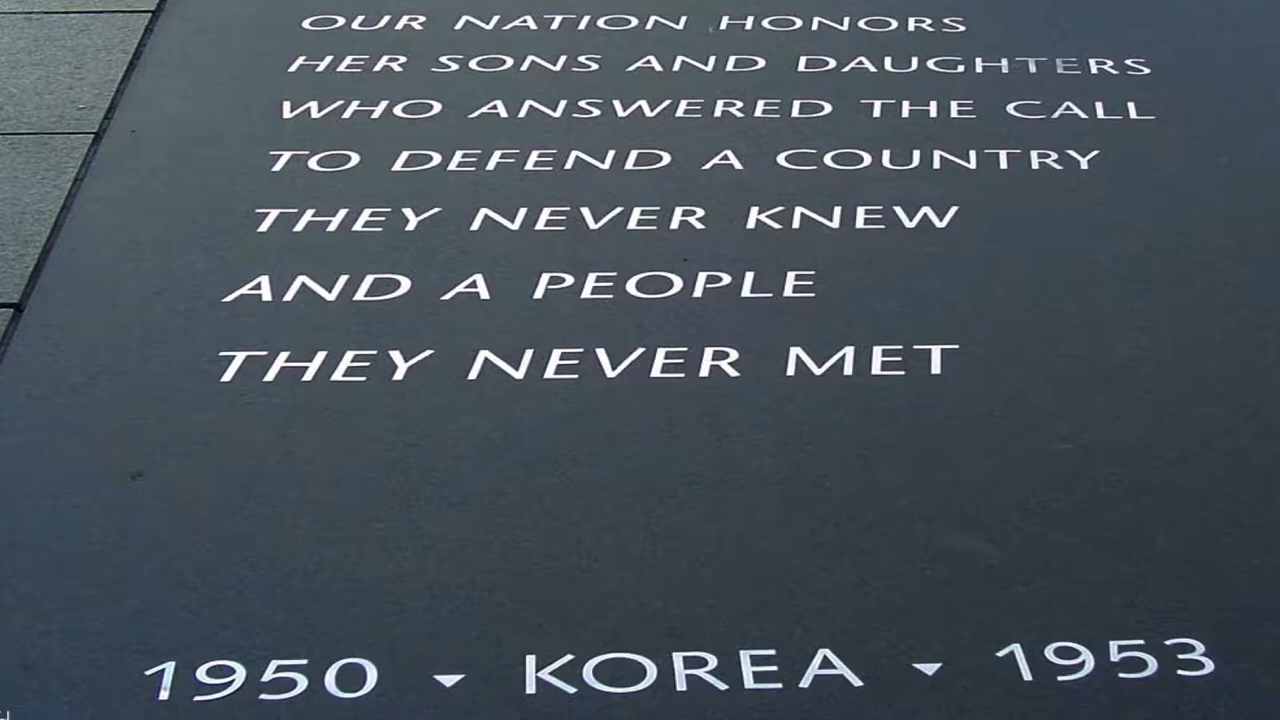 OUR NATION HONORS
HER SONS AND DAUGHTERS
WHO ANSWERED THE CALL
TO DEFEND A COUNTRY
THEY NEVER KNEW
AND A PEOPLE
THEY NEVER MET
1950 ▾ KOREA ▾ 1953